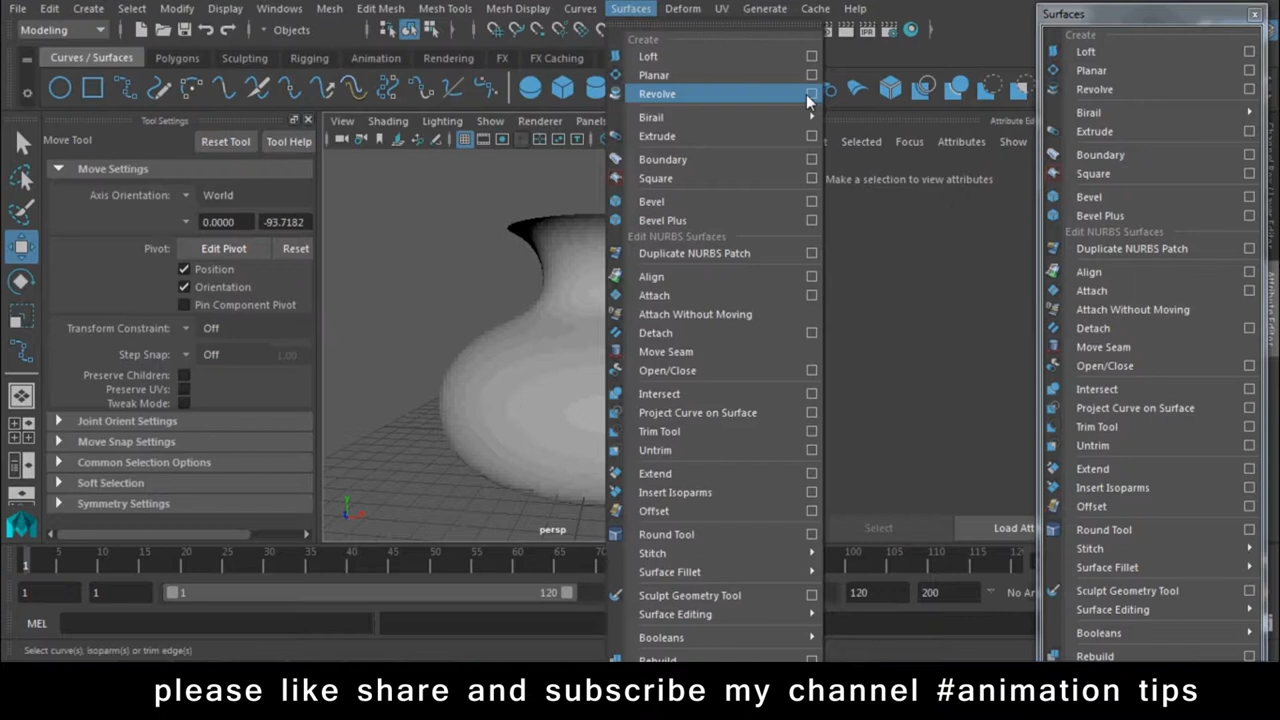 File Edit Create Select Modify Display Windows Mesh Edit Mesh Mesh Tools Mesh Display Curves Surfaces Deform UV Generate Cache Help
Modeling Objects
Curves / Surfaces Polygons Sculpting Rigging Animation Rendering FX FX Caching
Tool Settings
Move Tool Reset Tool Tool Help
Move Settings
Axis Orientation: World
0.0000 -93.7182
Pivot: Edit Pivot Reset
Position
Orientation
Pin Component Pivot
Transform Constraint: Off
Step Snap: Off 1.00
Preserve Children:
Preserve UVs:
Tweak Mode:
Joint Orient Settings
Move Snap Settings
Common Selection Options
Soft Selection
Symmetry Settings
View Shading Lighting Show Renderer Panels
persp
Create
Loft
Planar
Revolve
Birail
Extrude
Boundary
Square
Bevel
Bevel Plus
Edit NURBS Surfaces
Duplicate NURBS Patch
Align
Attach
Attach Without Moving
Detach
Move Seam
Open/Close
Intersect
Project Curve on Surface
Trim Tool
Untrim
Extend
Insert Isoparms
Offset
Round Tool
Stitch
Surface Fillet
Sculpt Geometry Tool
Surface Editing
Booleans
Rebuild
Attribute Edit
Selected Focus Attributes Show
Make a selection to view attributes
Select Load Att
Surfaces x
Create
Loft
Planar
Revolve
Birail
Extrude
Boundary
Square
Bevel
Bevel Plus
Edit NURBS Surfaces
Duplicate NURBS Patch
Align
Attach
Attach Without Moving
Detach
Move Seam
Open/Close
Intersect
Project Curve on Surface
Trim Tool
Untrim
Extend
Insert Isoparms
Offset
Round Tool
Stitch
Surface Fillet
Sculpt Geometry Tool
Surface Editing
Booleans
Rebuild
5 10 15 20 25 30 35 40 45 50 55 60 65 70 100 105 110 115 120
1
1 1 1 120 120 200 No An
MEL
Select curve(s), isoparm(s) or trim edge(s)
please like share and subscribe my channel #animation tips